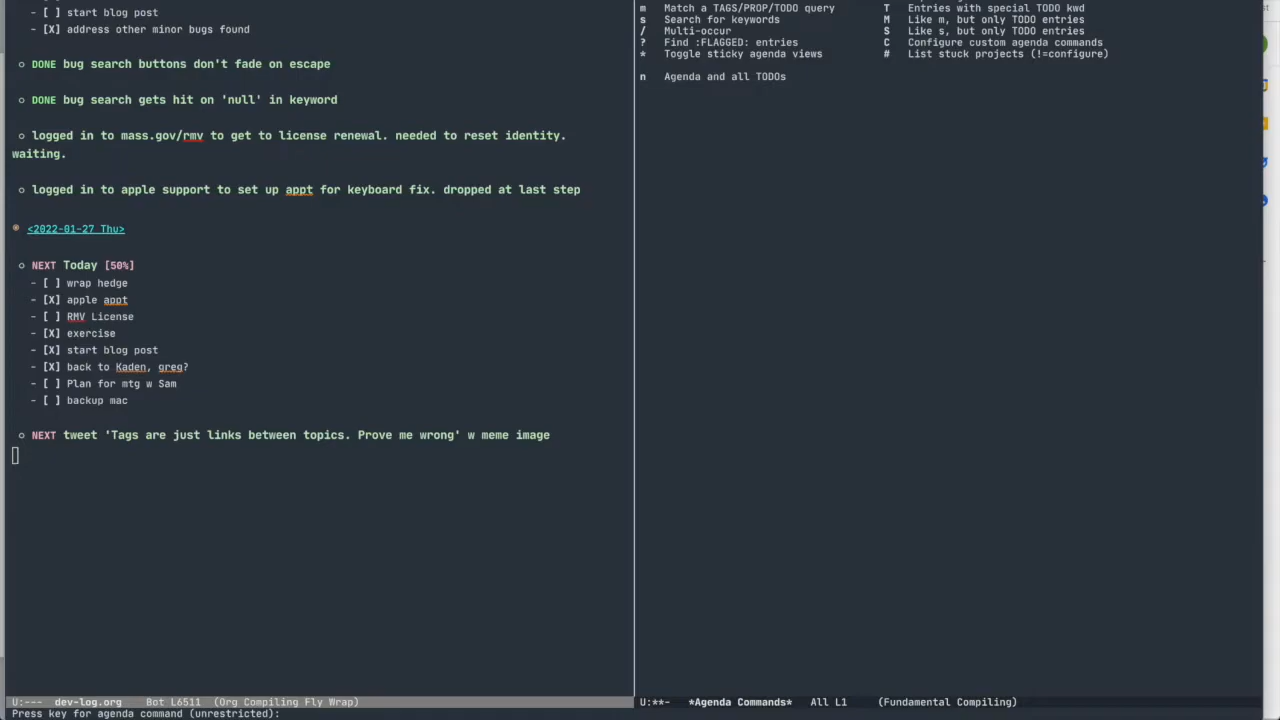 - [ ] start blog post
- [X] address other minor bugs found
○ DONE bug search buttons don't fade on escape
○ DONE bug search gets hit on 'null' in keyword
○ logged in to mass.gov/rmv to get to license renewal. needed to reset identity.
waiting.
○ logged in to apple support to set up appt for keyboard fix. dropped at last step
<2022-01-27 Thu>
○ NEXT Today [50%]
- [ ] wrap hedge
- [X] apple appt
- [ ] RMV License
- [X] exercise
- [X] start blog post
- [X] back to Kaden, greg?
- [ ] Plan for mtg w Sam
- [ ] backup mac
○ NEXT tweet 'Tags are just links between topics. Prove me wrong' w meme image
U:--- dev-log.org Bot L6511 (Org Compiling Fly Wrap)
Press key for agenda command (unrestricted):
m Match a TAGS/PROP/TODO query T Entries with special TODO kwd
s Search for keywords M Like m, but only TODO entries
/ Multi-occur S Like s, but only TODO entries
? Find :FLAGGED: entries C Configure custom agenda commands
* Toggle sticky agenda views # List stuck projects (!=configure)
n Agenda and all TODOs
U:**- *Agenda Commands* All L1 (Fundamental Compiling)